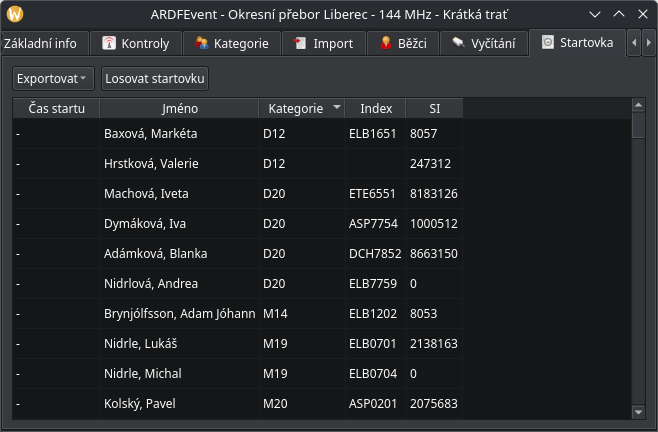 ARDFEvent - Okresní přebor Liberec - 144 MHz - Krátká trať
Základní info Kontroly Kategorie Import Běžci Vyčítání Startovka
Exportovat Losovat startovku
Čas startu Jméno Kategorie Index SI
- Baxová, Markéta D12 ELB1651 8057
- Hrstková, Valerie D12 247312
- Machová, Iveta D20 ETE6551 8183126
- Dymáková, Iva D20 ASP7754 1000512
- Adámková, Blanka D20 DCH7852 8663150
- Nidrlová, Andrea D20 ELB7759 0
- Brynjólfsson, Adam Jóhann M14 ELB1202 8053
- Nidrle, Lukáš M19 ELB0701 2138163
- Nidrle, Michal M19 ELB0704 0
- Kolský, Pavel M20 ASP0201 2075683